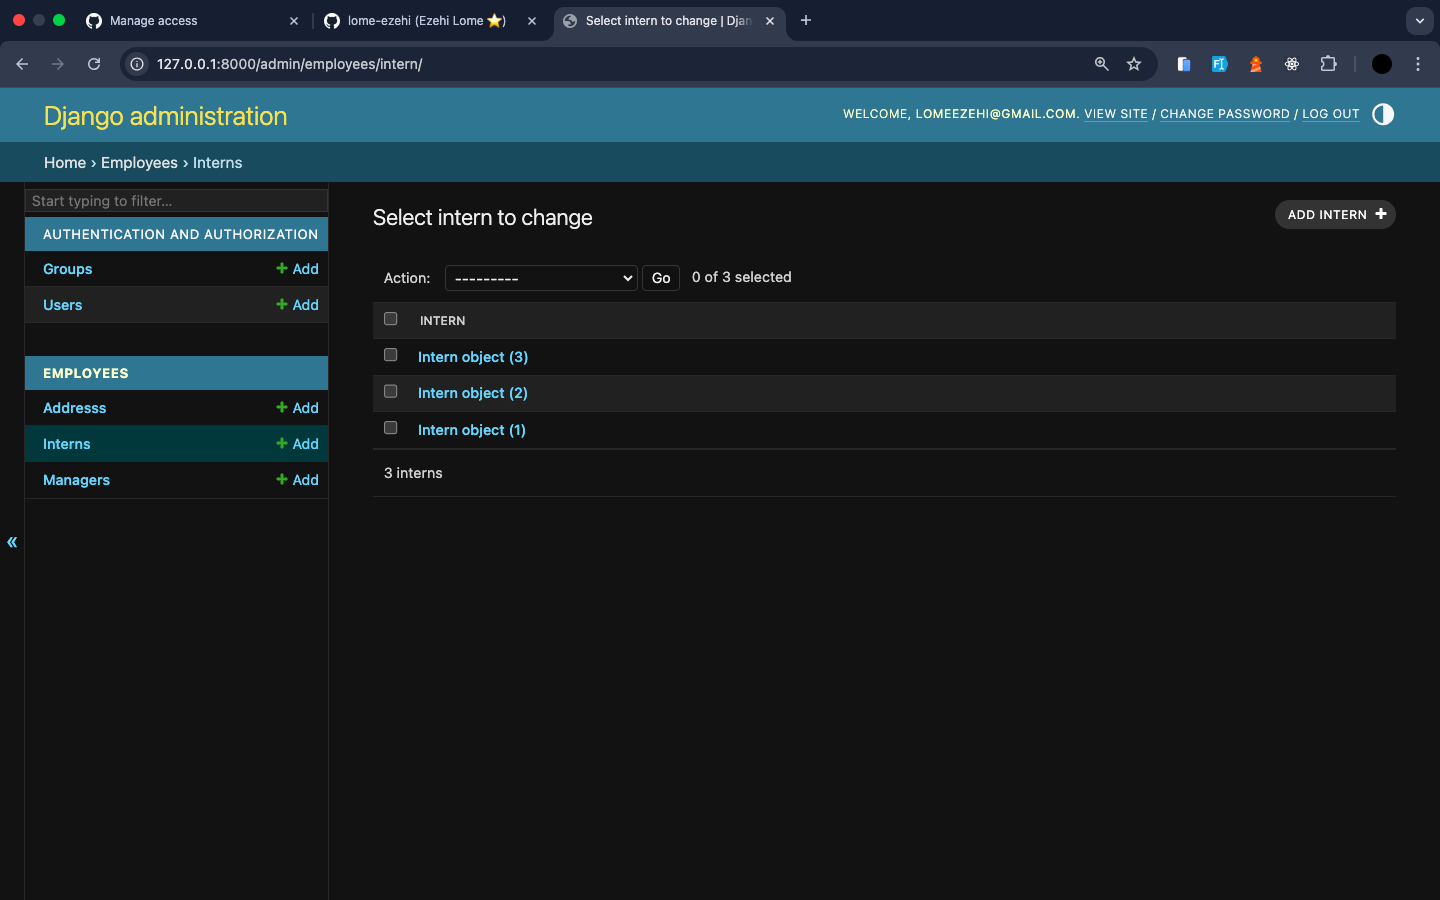 Manage access
lome-ezehi (Ezehi Lome ⭐)
Select intern to change | Djan
127.0.0.1:8000/admin/employees/intern/
Django administration
WELCOME, LOMEEZEHI@GMAIL.COM. VIEW SITE / CHANGE PASSWORD / LOG OUT
Home › Employees › Interns
Start typing to filter...
AUTHENTICATION AND AUTHORIZATION
Groups + Add
Users + Add
EMPLOYEES
Addresss + Add
Interns + Add
Managers + Add
«
Select intern to change
ADD INTERN +
Action: --------- Go 0 of 3 selected
INTERN
Intern object (3)
Intern object (2)
Intern object (1)
3 interns